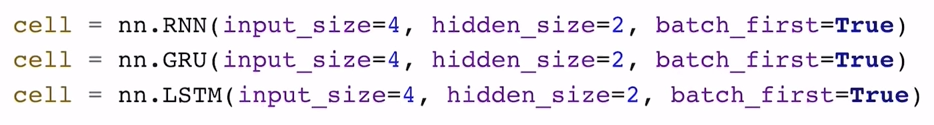 cell = nn.RNN(input_size=4, hidden_size=2, batch_first=True)
cell = nn.GRU(input_size=4, hidden_size=2, batch_first=True)
cell = nn.LSTM(input_size=4, hidden_size=2, batch_first=True)